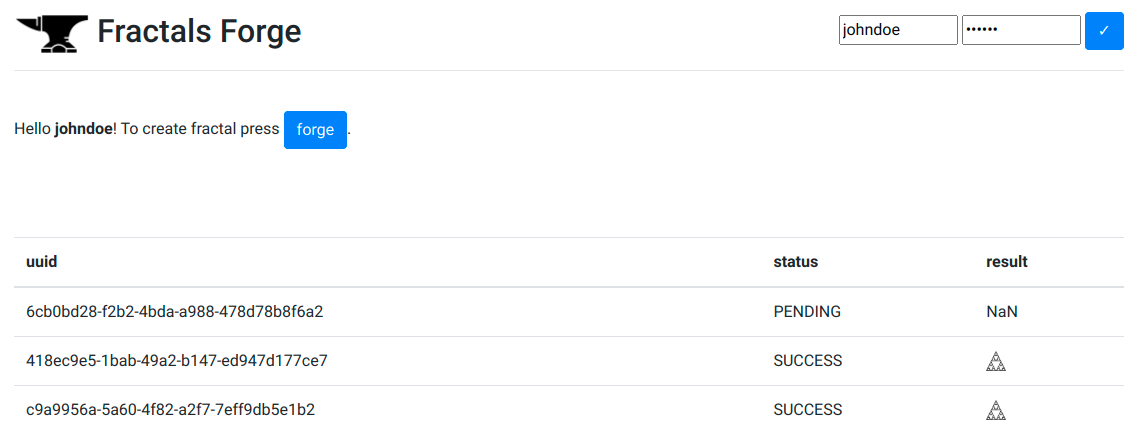 Fractals Forge
johndoe •••••• ✓
Hello johndoe! To create fractal press forge.
uuid status result
6cb0bd28-f2b2-4bda-a988-478d78b8f6a2 PENDING NaN
418ec9e5-1bab-49a2-b147-ed947d177ce7 SUCCESS
c9a9956a-5a60-4f82-a2f7-7eff9db5e1b2 SUCCESS